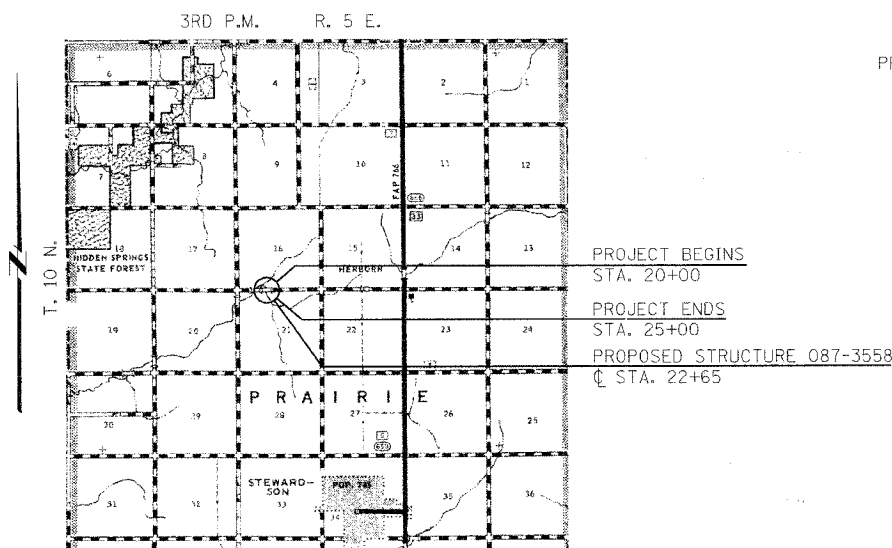 3RD P.M. R. 5 E.
6 4 3 2 1
7 8 9 10 11 12
FAP 766
18 17 16 15 14 13
HIDDEN SPRINGS
STATE FOREST
HERBORN
T. 10 N.
N
PROJECT BEGINS
STA. 20+00
PROJECT ENDS
STA. 25+00
PROPOSED STRUCTURE 087-3558
℄ STA. 22+65
19 20 21 22 23 24
PRAIRIE
30 29 28 27 26 25
STEWARD-
SON
31 32 33 34 35 36